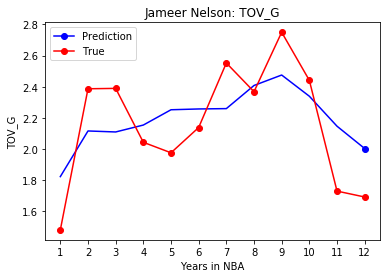 Jameer Nelson: TOV_G
Prediction
True
2.8
2.6
2.4
2.2
2.0
1.8
1.6
TOV_G
1 2 3 4 5 6 7 8 9 10 11 12
Years in NBA